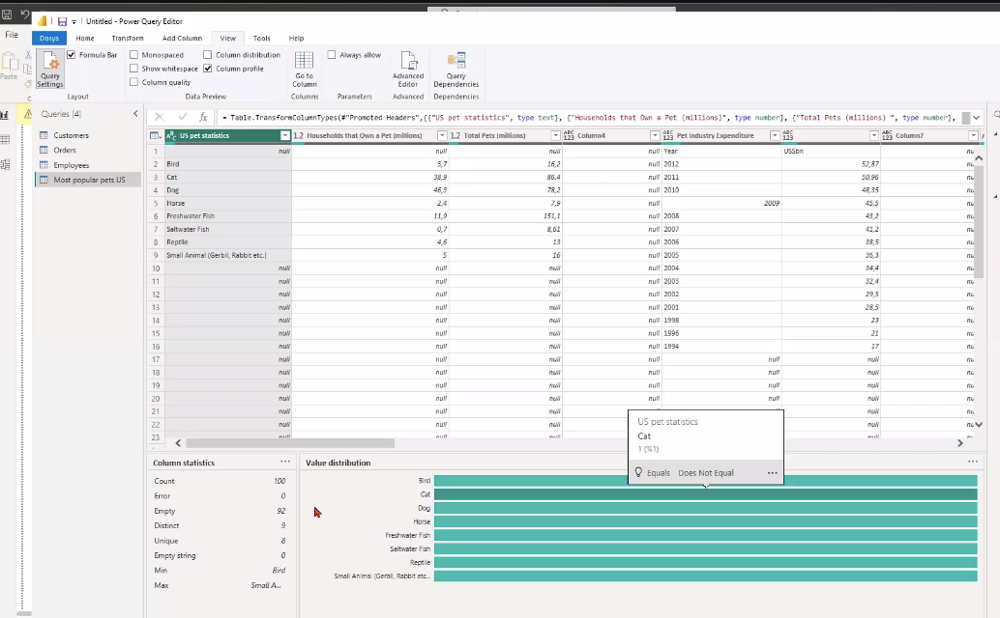 Untitled - Power Query Editor
File
Dosya Home Transform Add Column View Tools Help
Paste
Query Settings
Formula Bar
Layout
Monospaced
Show whitespace
Column quality
Column distribution
Column profile
Data Preview
Go to Column
Columns
Always allow
Parameters
Advanced Editor
Advanced
Query Dependencies
Dependencies
Queries [4]
Customers
Orders
Employees
Most popular pets US
fx = Table.TransformColumnTypes(#"Promoted Headers",{{"US pet statistics", type text}, {"Households that Own a Pet (millions)", type number}, {"Total Pets (millions) ", type number},
ABC US pet statistics 1.2 Households that Own a Pet (millions) 1.2 Total Pets (millions) ABC 123 Column4 ABC 123 Pet Industry Expenditure ABC 123 ABC 123 Column7
1 null null null null Year US$bn nu
2 Bird 5,7 16,2 null 2012 52,87 nu
3 Cat 38,9 86,4 null 2011 50,96 nu
4 Dog 46,3 78,2 null 2010 48,35 nu
5 Horse 2,4 7,9 null 2009 45,5 nu
6 Freshwater Fish 11,9 151,1 null 2008 43,2 nu
7 Saltwater Fish 0,7 8,61 null 2007 41,2 nu
8 Reptile 4,6 13 null 2006 38,5 nu
9 Small Animal (Gerbil, Rabbit etc.) 5 16 null 2005 36,3 nu
10 null null null null 2004 34,4 nu
11 null null null null 2003 32,4 nu
12 null null null null 2002 29,5 nu
13 null null null null 2001 28,5 nu
14 null null null null 1998 23 nu
15 null null null null 1996 21 nu
16 null null null null 1994 17 nu
17 null null null null null null nu
18 null null null null null null nu
19 null null null null null null nu
20 null null null null null null nu
21 null null null null null nu
22 null null null null null nu
23
US pet statistics
Cat
1 (%1)
Equals Does Not Equal
Column statistics
Count 100
Error 0
Empty 92
Distinct 9
Unique 8
Empty string 0
Min Bird
Max Small A...
Value distribution
Bird
Cat
Dog
Horse
Freshwater Fish
Saltwater Fish
Reptile
Small Animal (Gerbil, Rabbit etc...